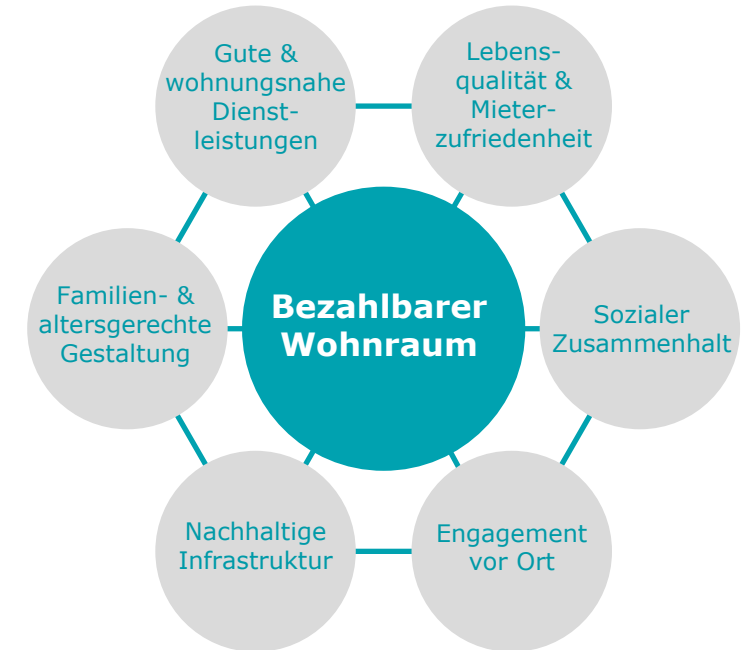 Gute &
wohnungsnahe
Dienst-
leistungen
Lebens-
qualität &
Mieter-
zufriedenheit
Familien- &
altersgerechte
Gestaltung
Bezahlbarer
Wohnraum
Sozialer
Zusammenhalt
Nachhaltige
Infrastruktur
Engagement
vor Ort